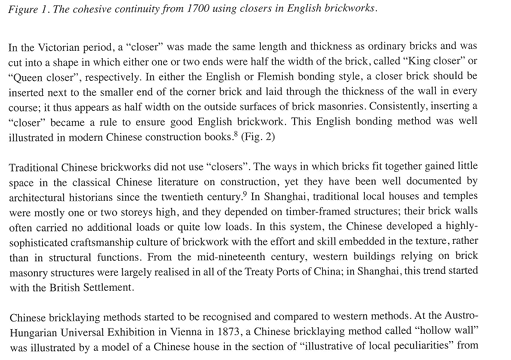 Figure 1. The cohesive continuity from 1700 using closers in English brickworks.
In the Victorian period, a “closer” was made the same length and thickness as ordinary bricks and was
cut into a shape in which either one or two ends were half the width of the brick, called “King closer” or
“Queen closer”, respectively. In either the English or Flemish bonding style, a closer brick should be
inserted next to the smaller end of the corner brick and laid through the thickness of the wall in every
course; it thus appears as half width on the outside surfaces of brick masonries. Consistently, inserting a
“closer” became a rule to ensure good English brickwork. This English bonding method was well
illustrated in modern Chinese construction books.⁸ (Fig. 2)
Traditional Chinese brickworks did not use “closers”. The ways in which bricks fit together gained little
space in the classical Chinese literature on construction, yet they have been well documented by
architectural historians since the twentieth century.⁹ In Shanghai, traditional local houses and temples
were mostly one or two storeys high, and they depended on timber-framed structures; their brick walls
often carried no additional loads or quite low loads. In this system, the Chinese developed a highly-
sophisticated craftsmanship culture of brickwork with the effort and skill embedded in the texture, rather
than in structural functions. From the mid-nineteenth century, western buildings relying on brick
masonry structures were largely realised in all of the Treaty Ports of China; in Shanghai, this trend started
with the British Settlement.
Chinese bricklaying methods started to be recognised and compared to western methods. At the Austro-
Hungarian Universal Exhibition in Vienna in 1873, a Chinese bricklaying method called “hollow wall”
was illustrated by a model of a Chinese house in the section of “illustrative of local peculiarities” from